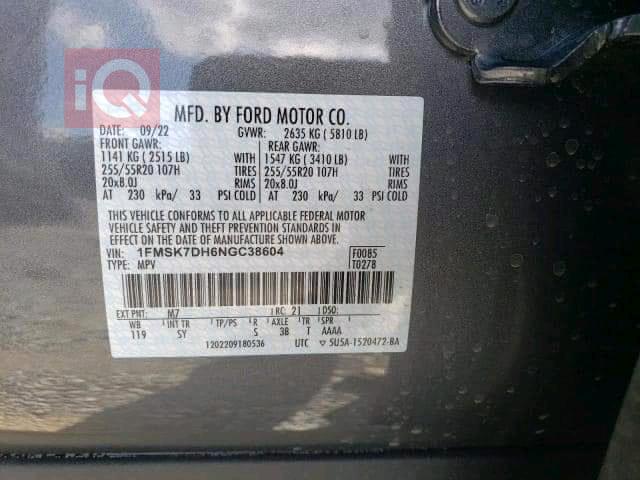 iQ
MFD. BY FORD MOTOR CO.
DATE: 09/22 GVWR: 2635 KG ( 5810 LB)
FRONT GAWR: REAR GAWR:
1141 KG ( 2515 LB) 1547 KG ( 3410 LB)
255/55R20 107H TIRES 255/55R20 107H TIRES
20x8.0J RIMS 20x8.0J RIMS
AT 230 kPa/ 33 PSI COLD AT 230 kPa/ 33 PSI COLD
THIS VEHICLE CONFORMS TO ALL APPLICABLE FEDERAL MOTOR
VEHICLE SAFETY AND THEFT PREVENTION STANDARDS IN
EFFECT ON THE DATE OF MANUFACTURE SHOWN ABOVE.
VIN: 1FMSK7DH6NGC38604 F0085
TYPE: MPV T0278
EXT PNT: M7 RC: 21 DSO:
WB INT TR TP/PS R AXLE TR SPR
119 SY S 38 T AAAA
1202209180536 UTC ▽ 5U5A-1520472-BA